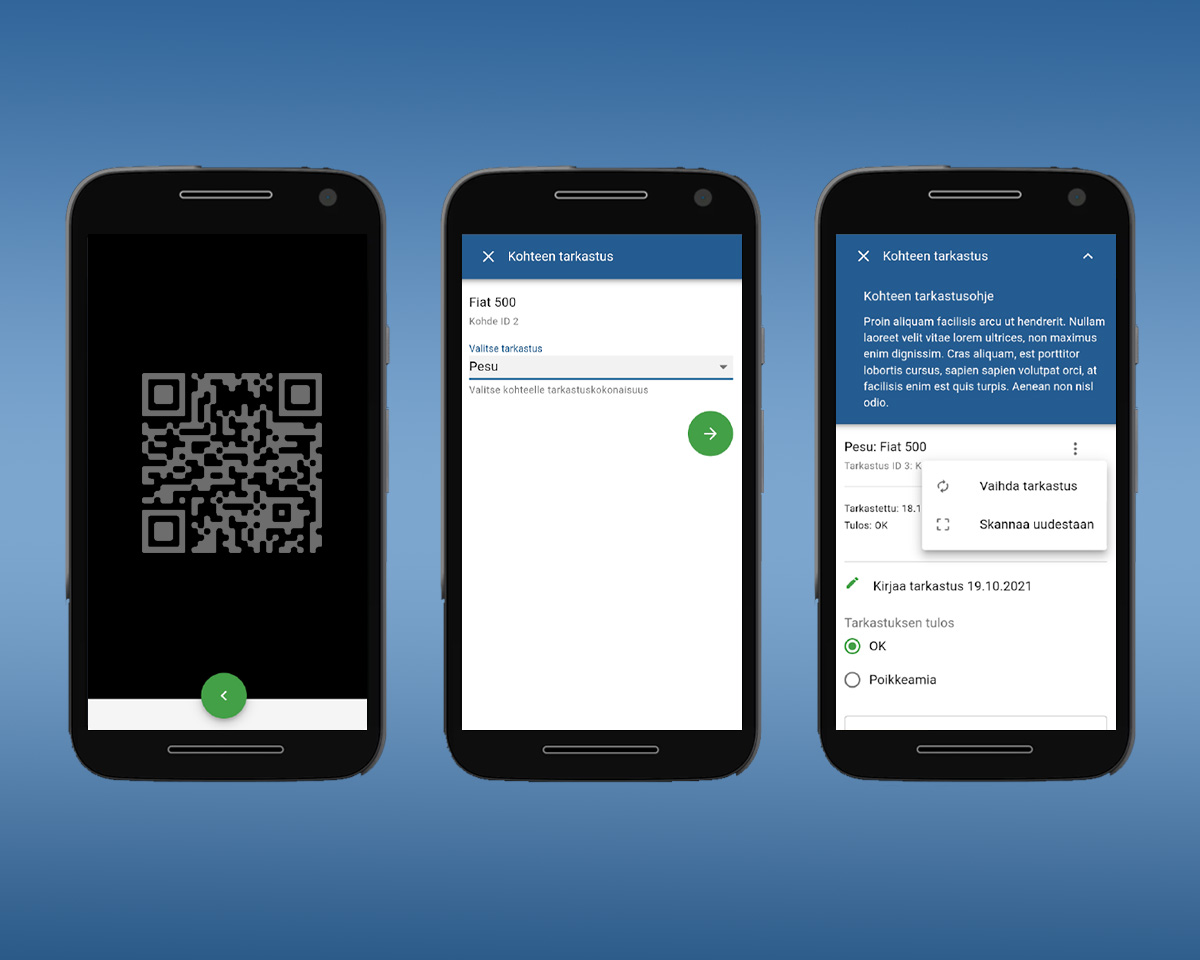 Kohteen tarkastus
Fiat 500
Kohde ID 2
Valitse tarkastus
Pesu
Valitse kohteelle tarkastuskokonaisuus
Kohteen tarkastus
Kohteen tarkastusohje
Proin aliquam facilisis arcu ut hendrerit. Nullam
laoreet velit vitae lorem ultrices, non maximus
enim dignissim. Cras aliquam, est porttitor
lobortis cursus, sapien sapien volutpat orci, at
facilisis enim est quis turpis. Aenean non nisl
odio.
Pesu: Fiat 500
Tarkastus ID 3: K
Vaihda tarkastus
Tarkastettu: 18.1
Tulos: OK
Skannaa uudestaan
Kirjaa tarkastus 19.10.2021
Tarkastuksen tulos
OK
Poikkeamia